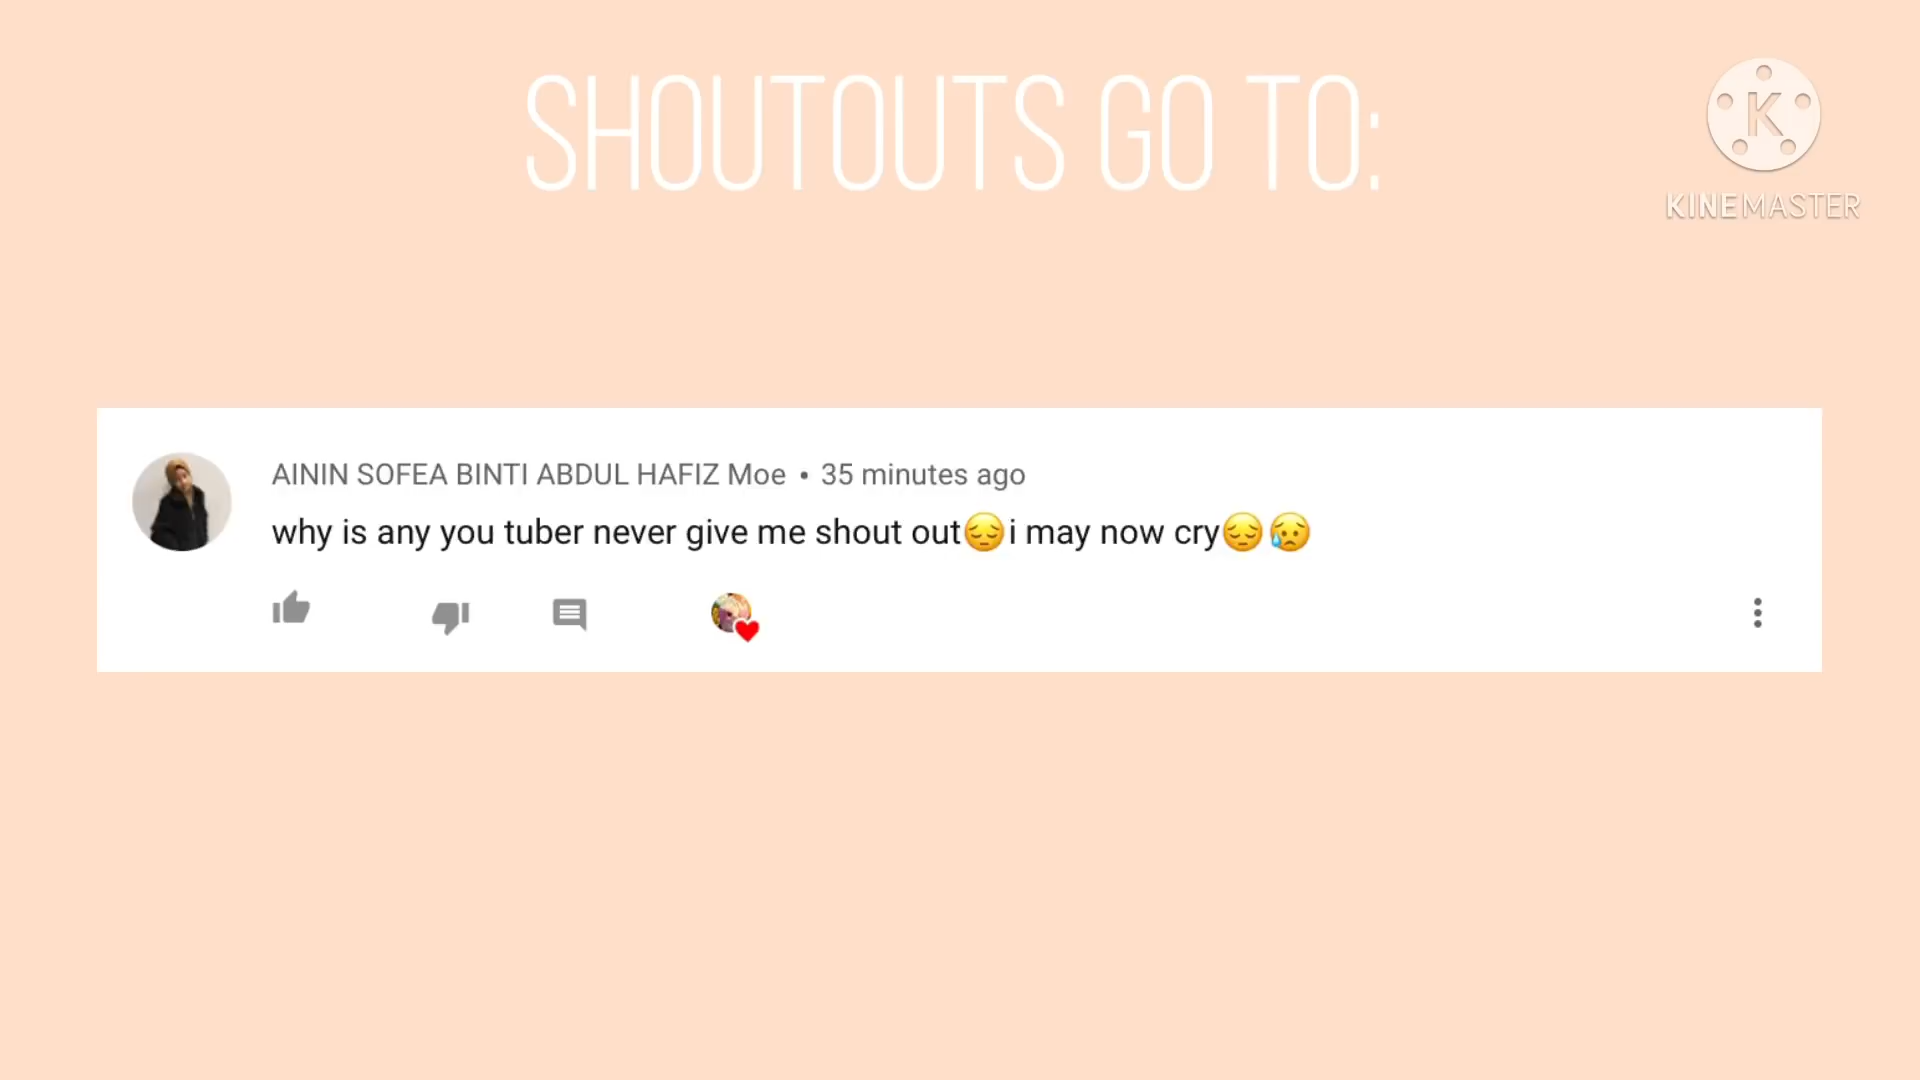 SHOUTOUTS GO TO:
K
KINEMASTER
AININ SOFEA BINTI ABDUL HAFIZ Moe • 35 minutes ago
why is any you tuber never give me shout out😔i may now cry😔😥